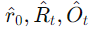 r̂₀, R̂ₜ, Ôₜ